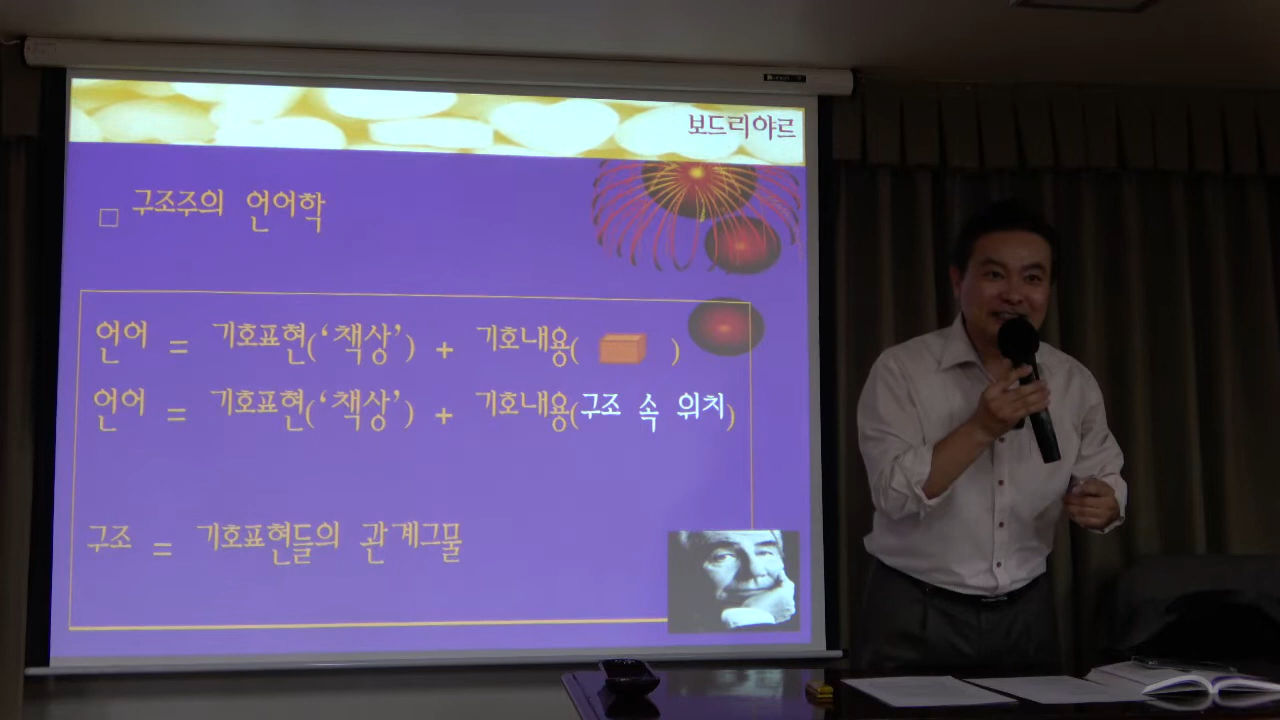 보드리야르
□ 구조주의 언어학
언어 = 기호표현(‘책상’) + 기호내용( )
언어 = 기호표현(‘책상’) + 기호내용(구조 속 위치)
구조 = 기호표현들의 관계그물